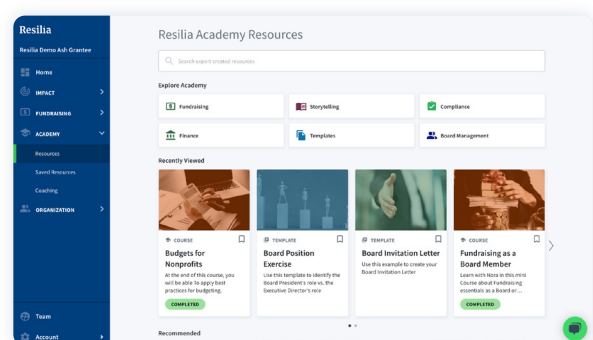 Resilia
Resilia Demo Ash Grantee
Home
IMPACT
FUNDRAISING
ACADEMY
Resources
Saved Resources
Coaching
ORGANIZATION
Team
Account
Resilia Academy Resources
Search expert created resources
Explore Academy
Fundraising
Storytelling
Compliance
Finance
Templates
Board Management
Recently Viewed
COURSE
Budgets for
Nonprofits
At the end of this course, you
will be able to apply best
practices for budgeting.
COMPLETED
TEMPLATE
Board Position
Exercise
Use this template to identify the
Board President's role vs. the
Executive Director's role
TEMPLATE
Board Invitation Letter
Use this example to create your
Board Invitation Letter
COURSE
Fundraising as a
Board Member
Learn with Nora in this mini
Course about Fundraising
essentials as a Board or ...
COMPLETED
Recommended